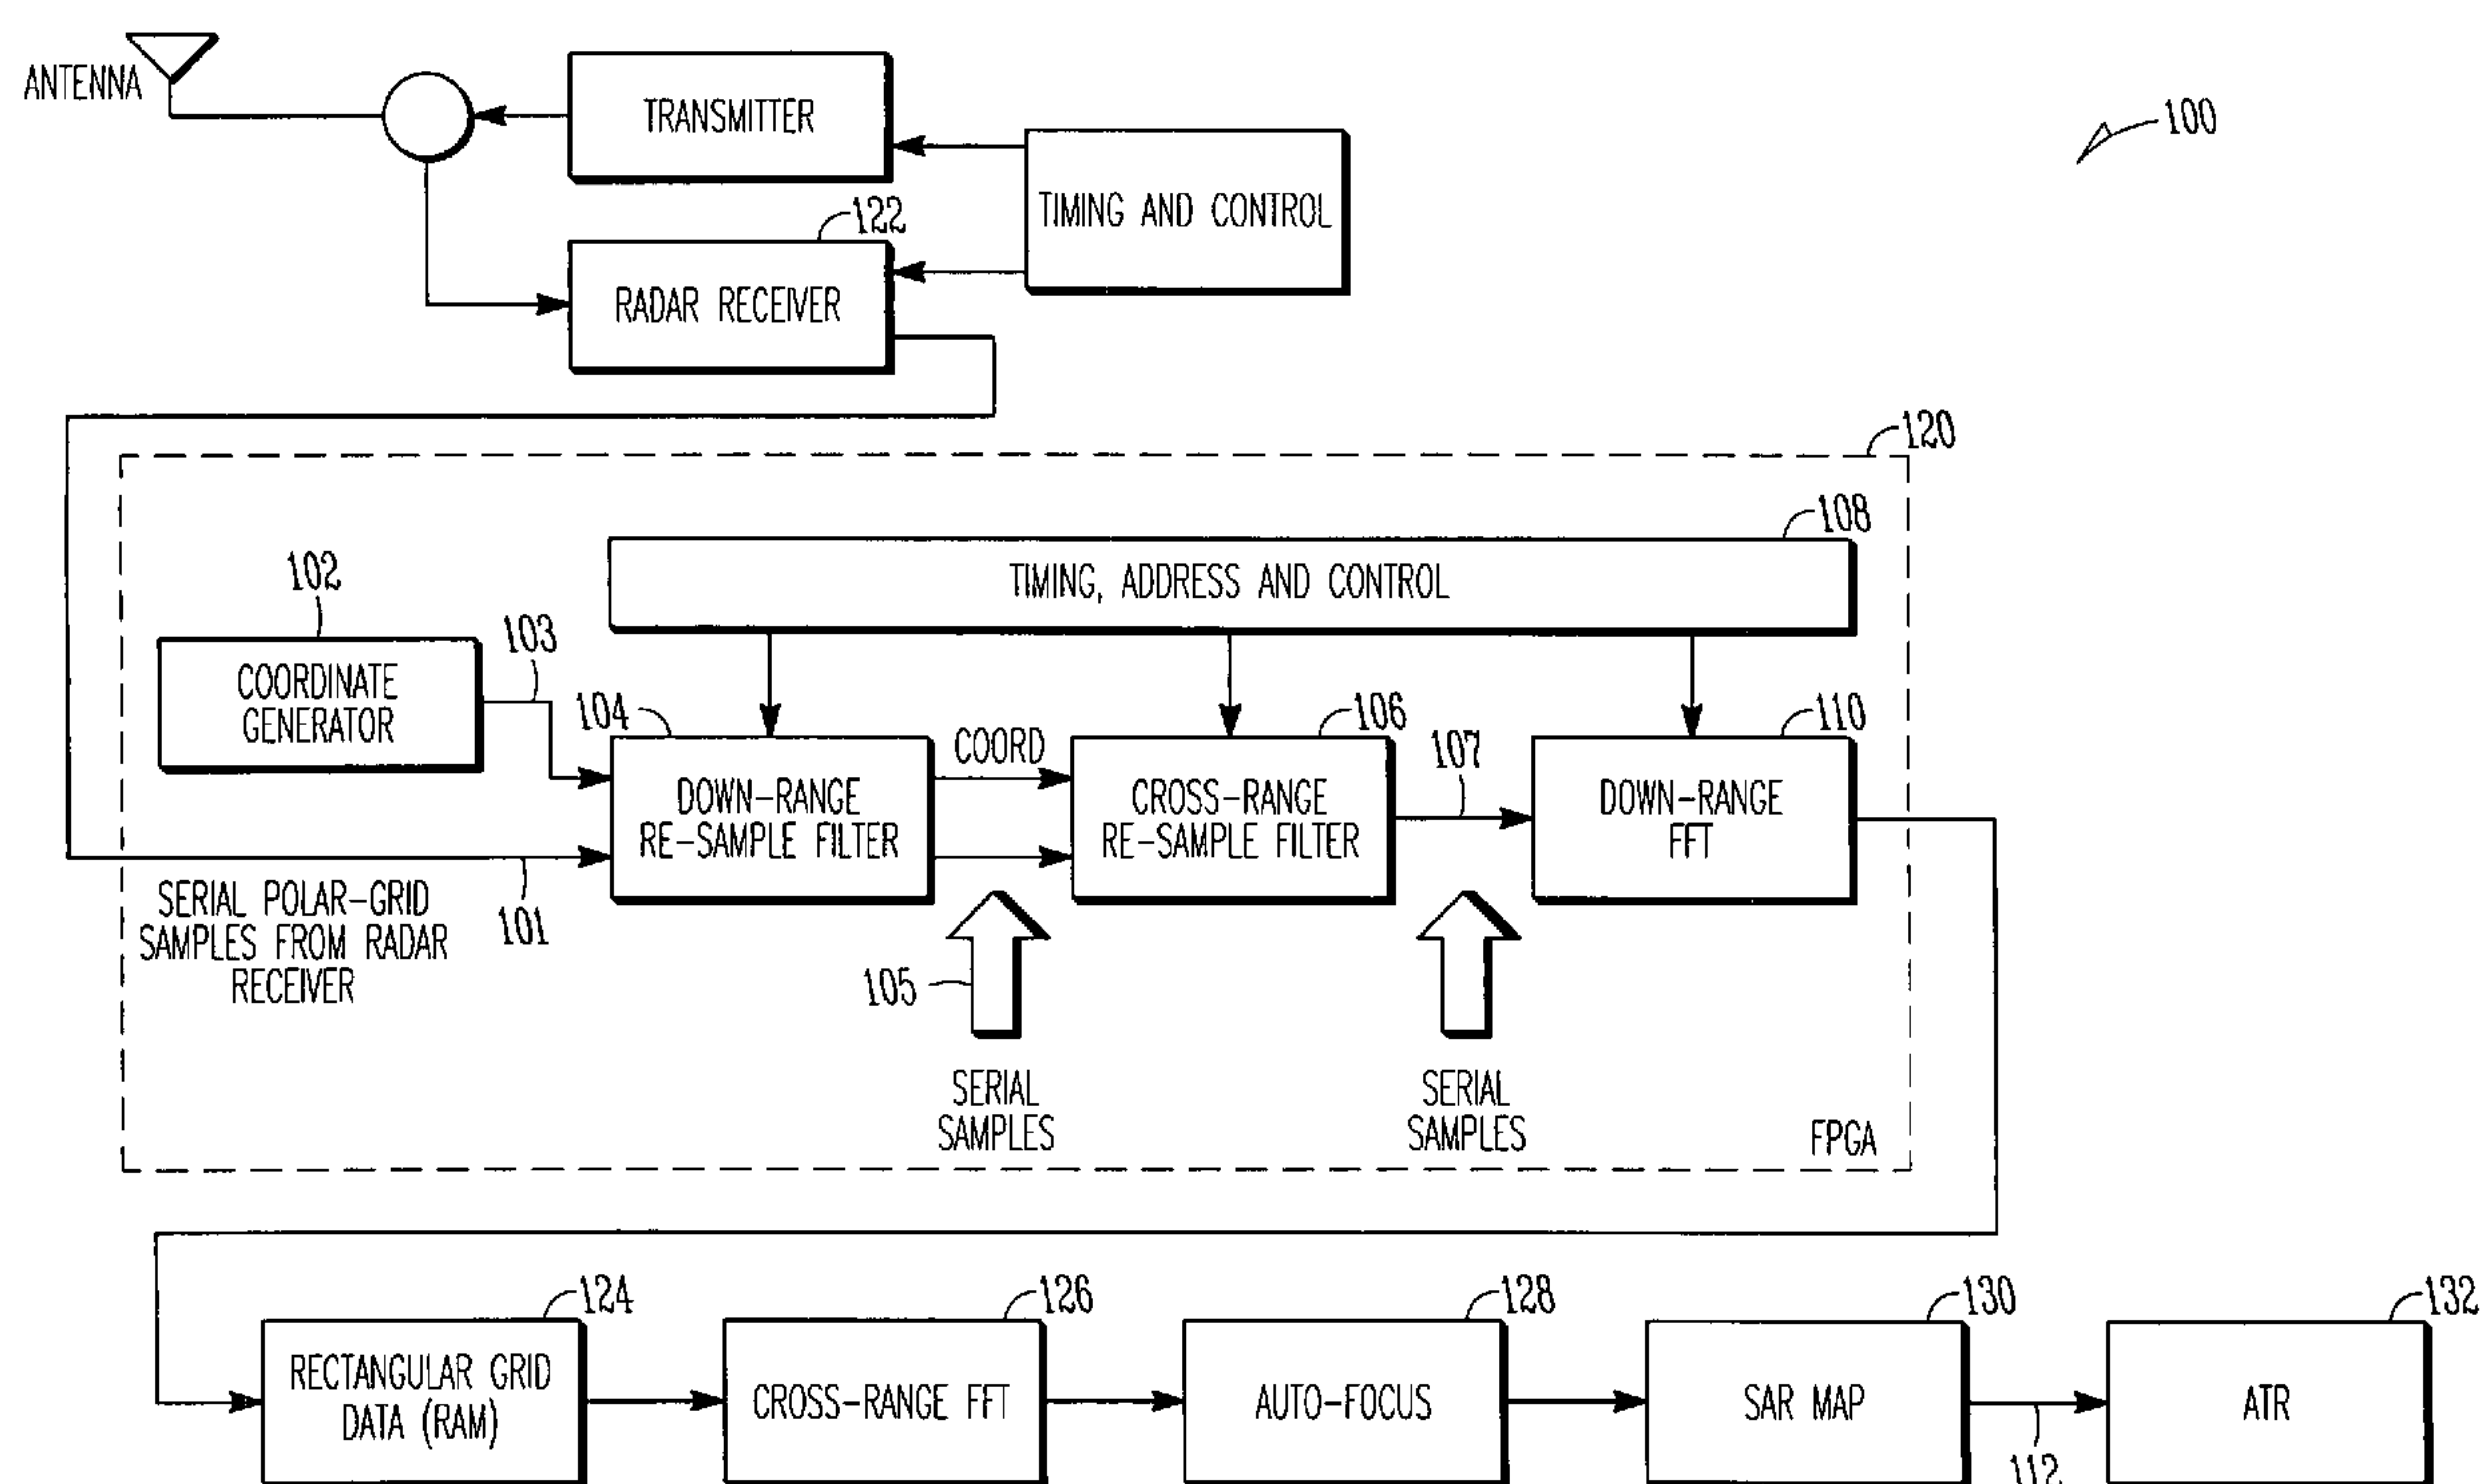 ANTENNA
TRANSMITTER
TIMING AND CONTROL
100
122
RADAR RECEIVER
120
108
TIMING, ADDRESS AND CONTROL
102
103
COORDINATE
GENERATOR
104
COORD
106
107
110
DOWN-RANGE
RE-SAMPLE FILTER
CROSS-RANGE
RE-SAMPLE FILTER
DOWN-RANGE
FFT
SERIAL POLAR-GRID
SAMPLES FROM RADAR
RECEIVER
101
105
SERIAL
SAMPLES
SERIAL
SAMPLES
FPGA
124
126
128
130
132
RECTANGULAR GRID
DATA (RAM)
CROSS-RANGE FFT
AUTO-FOCUS
SAR MAP
ATR
112